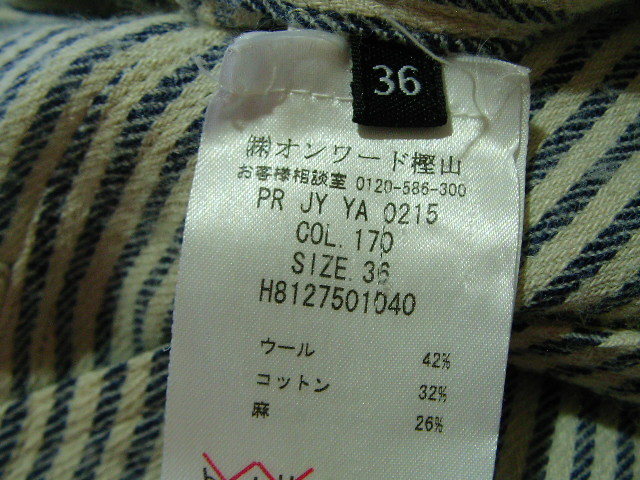 36
㈱オンワード樫山
お客様相談室 0120-586-300
PR JY YA 0215
COL.170
SIZE.36
H8127501040
ウール 42%
コットン 32%
麻 26%